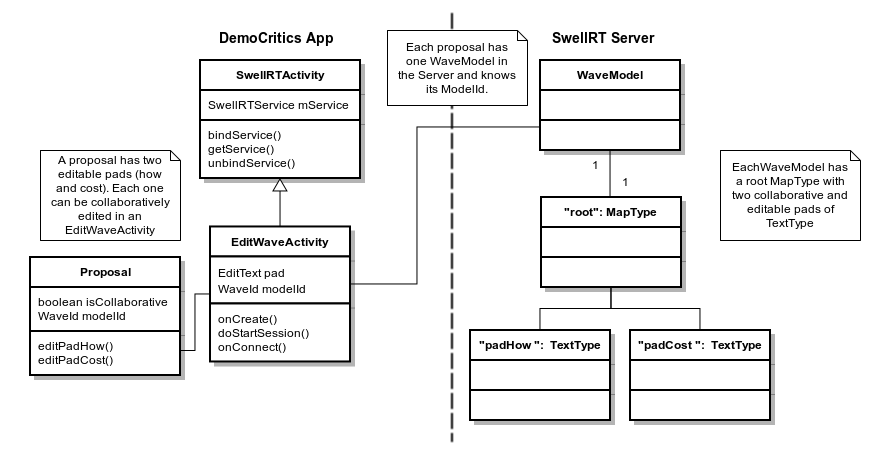 DemoCritics App
SwellRT Server
Each proposal has
one WaveModel in
the Server and knows
its ModelId.
SwellRTActivity
SwellRTService mService
bindService()
getService()
unbindService()
WaveModel
A proposal has two
editable pads (how
and cost). Each one
can be collaboratively
edited in an
EditWaveActivity
1
1
EachWaveModel has
a root MapType with
two collaborative and
editable pads of
TextType
"root": MapType
EditWaveActivity
EditText pad
WaveId modelId
onCreate()
doStartSession()
onConnect()
Proposal
boolean isCollaborative
WaveId modelId
editPadHow()
editPadCost()
"padHow ":  TextType
"padCost ":  TextType